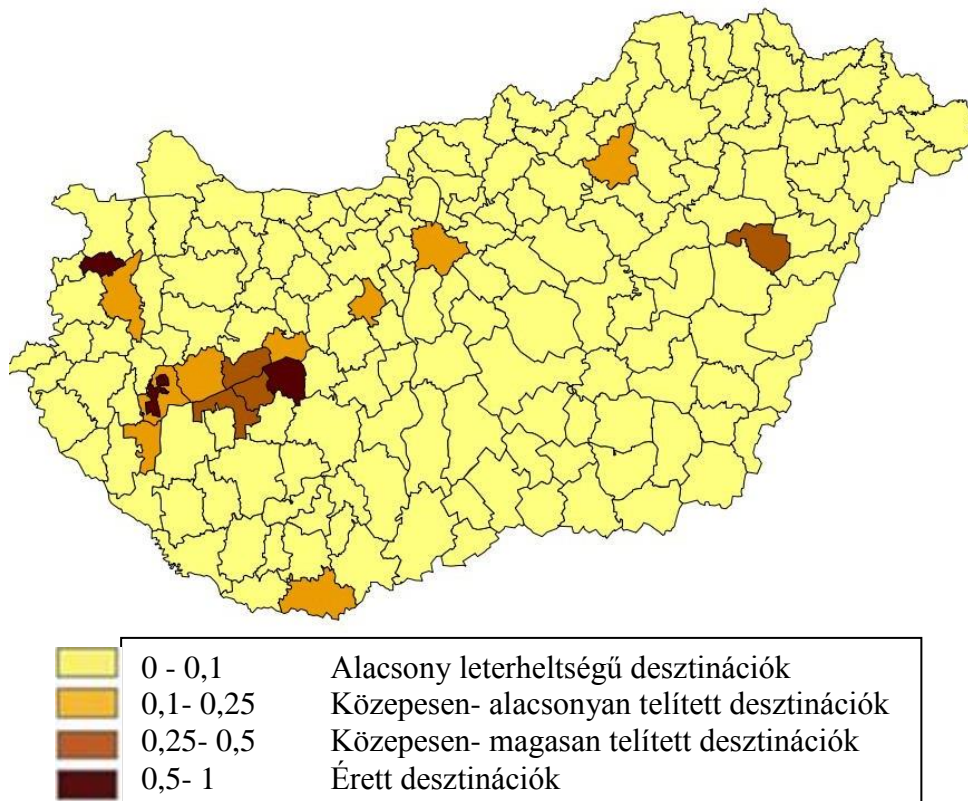 0 - 0,1 Alacsony leterheltségű desztinációk
0,1- 0,25 Közepesen- alacsonyan telített desztinációk
0,25- 0,5 Közepesen- magasan telített desztinációk
0,5- 1 Érett desztinációk